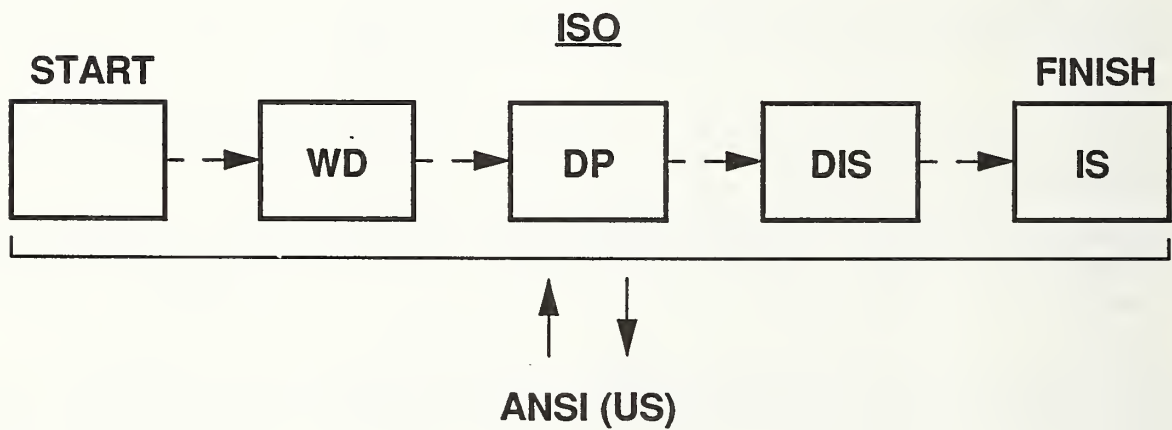 ISO
START FINISH
WD DP DIS IS
ANSI (US)